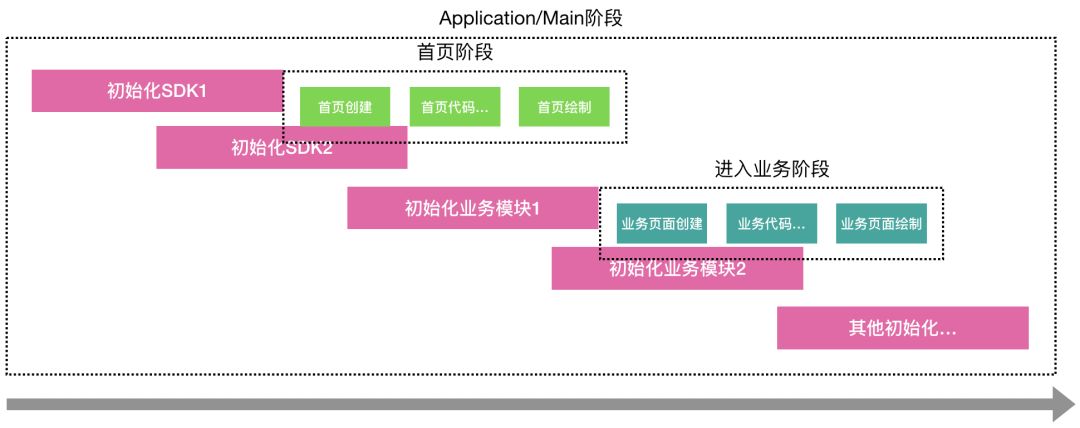 Application/Main阶段
首页阶段
初始化SDK1
首页创建
首页代码...
首页绘制
初始化SDK2
进入业务阶段
初始化业务模块1
业务页面创建
业务代码...
业务页面绘制
初始化业务模块2
其他初始化...